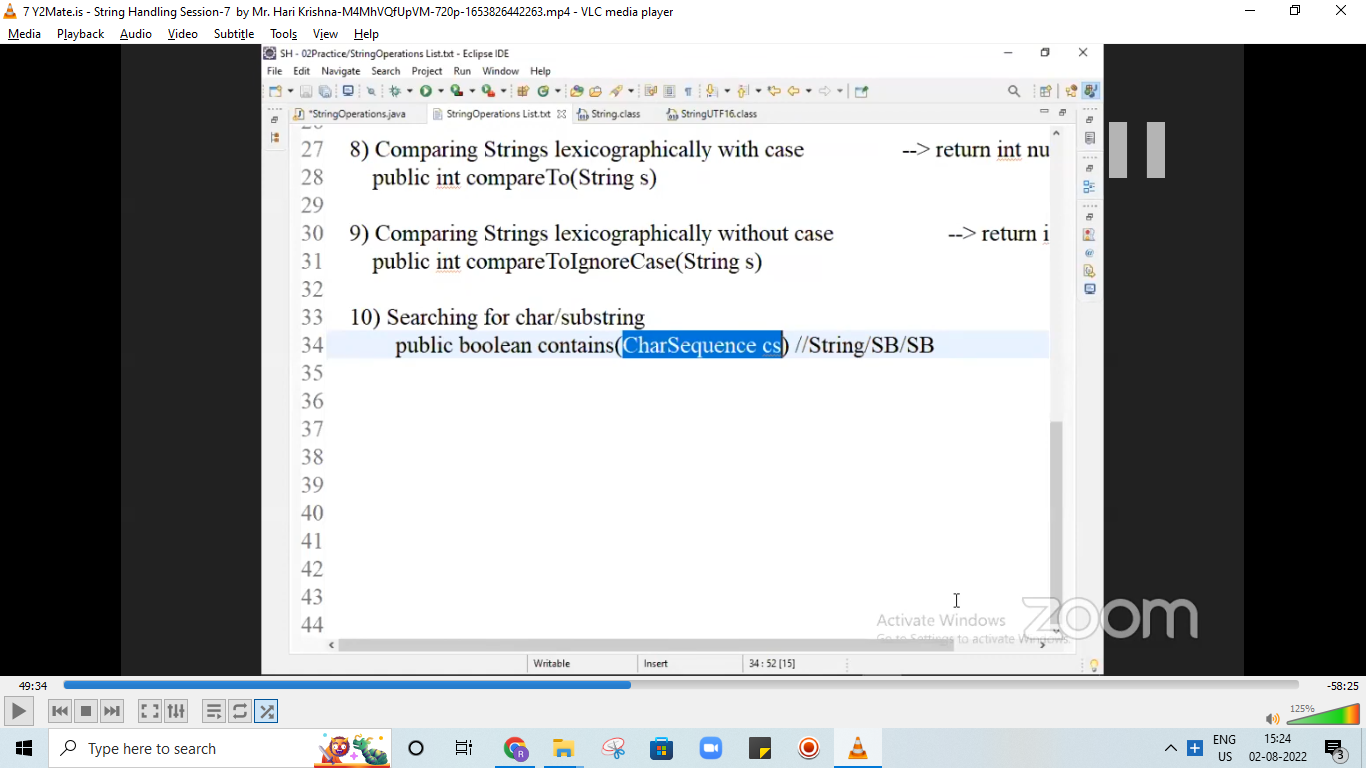 7 Y2Mate.is - String Handling Session-7 by Mr. Hari Krishna-M4MhVQfUpVM-720p-1653826442263.mp4 - VLC media player
Media Playback Audio Video Subtitle Tools View Help
SH - 02Practice/StringOperations List.txt - Eclipse IDE
File Edit Navigate Search Project Run Window Help
*StringOperations.java StringOperations List.txt String.class StringUTF16.class
26
27 8) Comparing Strings lexicographically with case --> return int nu
28 public int compareTo(String s)
29
30 9) Comparing Strings lexicographically without case --> return i
31 public int compareToIgnoreCase(String s)
32
33 10) Searching for char/substring
34 public boolean contains(CharSequence cs) //String/SB/SB
35
36
37
38
39
40
41
42
43
44
Activate Windows
Go to Settings to activate Windows.
zoom
Writable Insert 34 : 52 [15]
49:34 -58:25
125%
Type here to search
R
ENG
US
15:24
02-08-2022
3